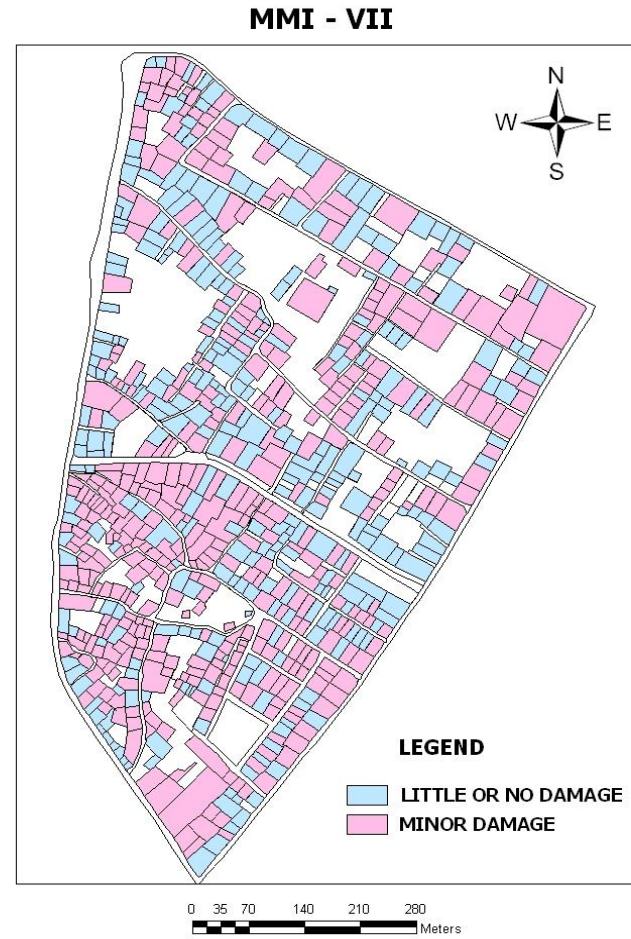 MMI - VII
N
W E
S
LEGEND
LITTLE OR NO DAMAGE
MINOR DAMAGE
0 35 70 140 210 280
Meters